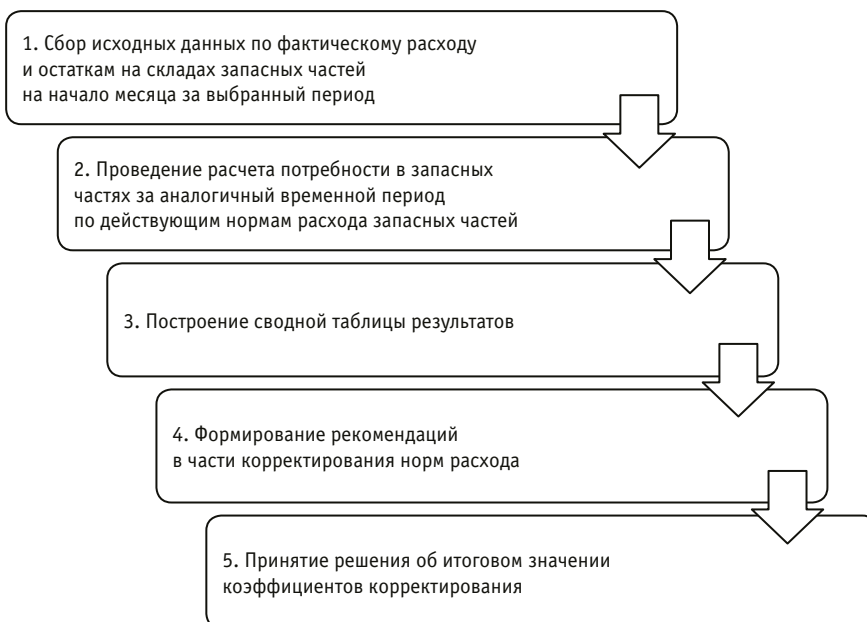 1. Сбор исходных данных по фактическому расходу
и остаткам на складах запасных частей
на начало месяца за выбранный период
2. Проведение расчета потребности в запасных
частях за аналогичный временной период
по действующим нормам расхода запасных частей
3. Построение сводной таблицы результатов
4. Формирование рекомендаций
в части корректирования норм расхода
5. Принятие решения об итоговом значении
коэффициентов корректирования